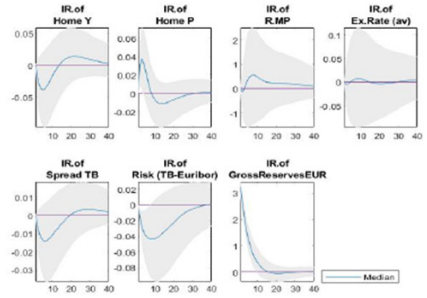 IR.of
Home Y
IR.of
Home P
IR.of
R.MP
IR.of
Ex.Rate (av)
0.05
0
-0.05
10 20 30 40
0.06
0.04
0.02
0
-0.02
10 20 30 40
2
1
0
-1
10 20 30 40
0.1
0.05
0
-0.05
10 20 30 40
IR.of
Spread TB
IR.of
Risk (TB-Euribor)
IR.of
GrossReservesEUR
0.01
0
-0.01
-0.02
-0.03
10 20 30 40
0.02
0
-0.02
-0.04
-0.06
-0.08
10 20 30 40
3
2
1
0
10 20 30 40
Median